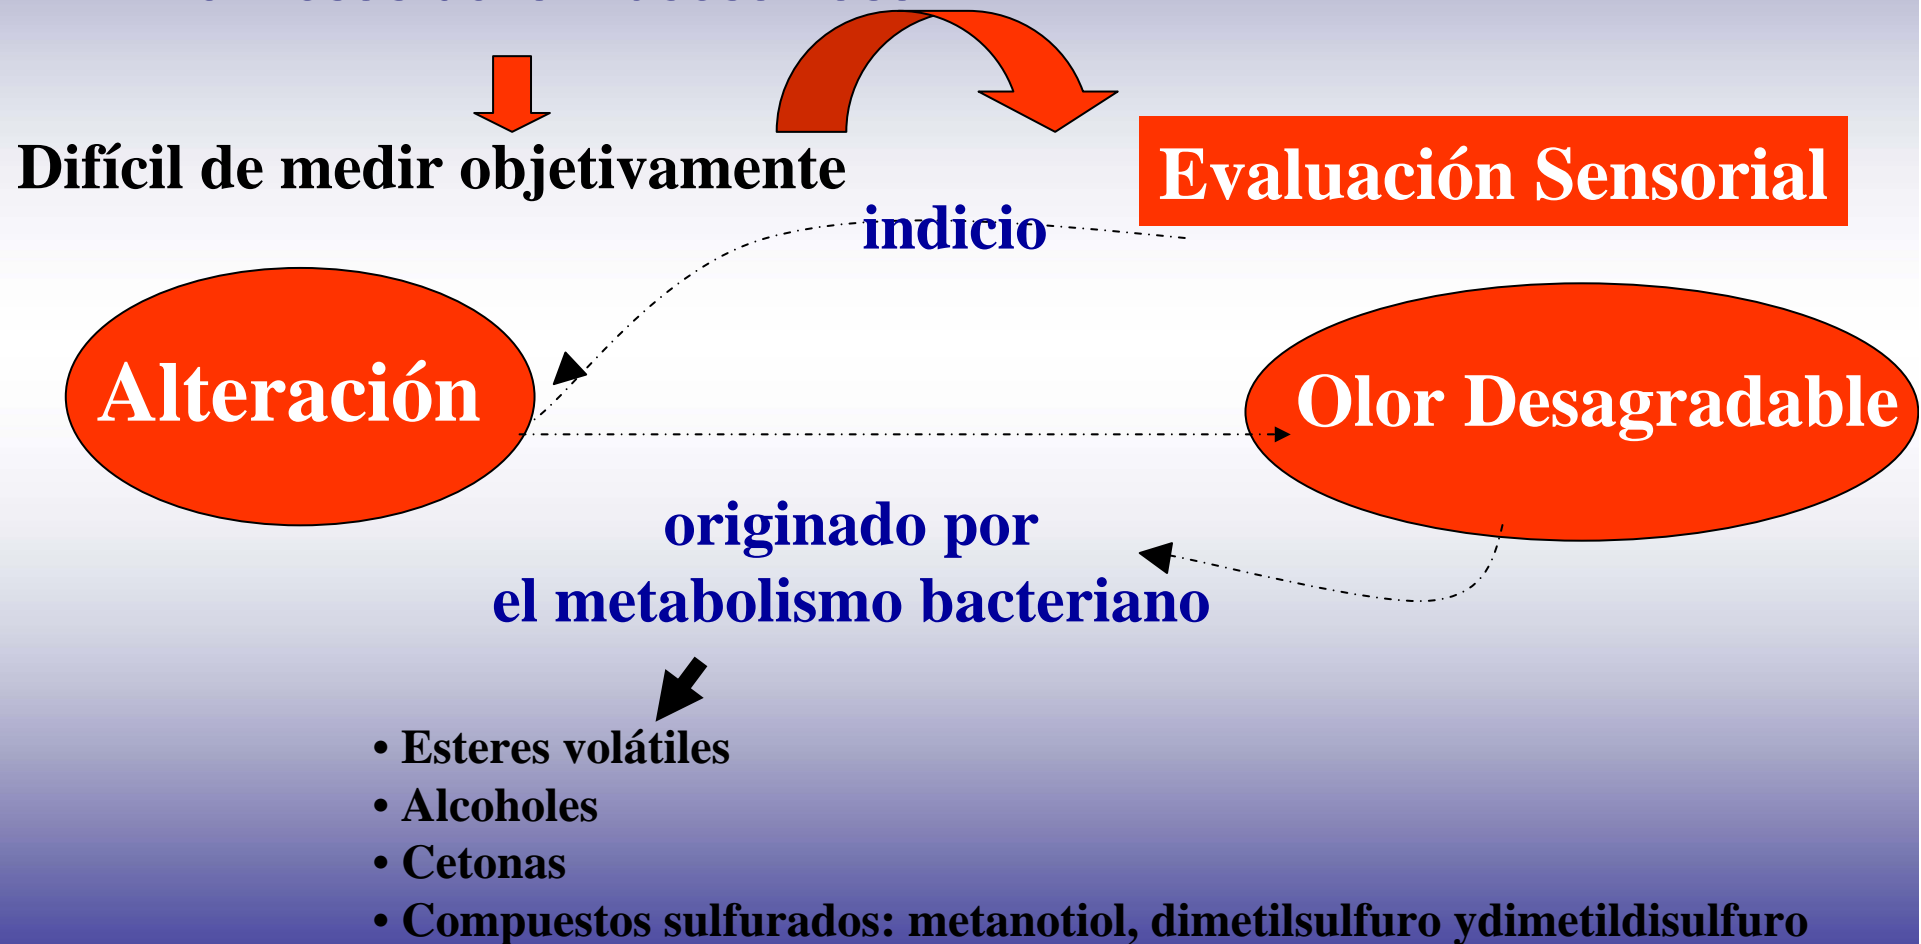 Difícil de medir objetivamente
Evaluación Sensorial
indicio
Alteración
Olor Desagradable
originado por
el metabolismo bacteriano
• Esteres volátiles
• Alcoholes
• Cetonas
• Compuestos sulfurados: metanotiol, dimetilsulfuro ydimetildisulfuro